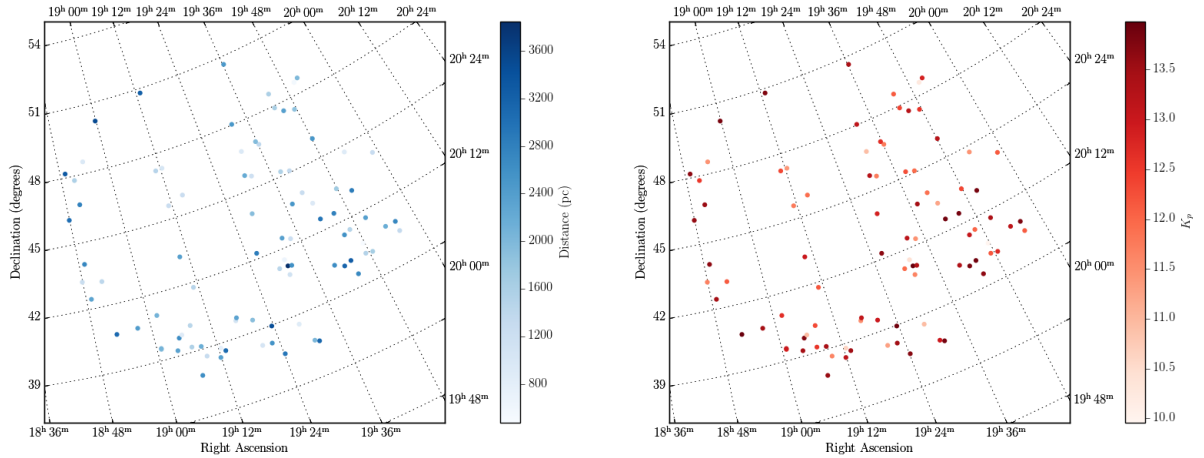 19h 00m 19h 12m 19h 24m 19h 36m 19h 48m 20h 00m 20h 12m 20h 24m
54
51
48
45
42
39
Declination (degrees)
20h 24m
20h 12m
20h 00m
19h 48m
18h 36m 18h 48m 19h 00m 19h 12m 19h 24m 19h 36m
Right Ascension
3600
3200
2800
2400
2000
1600
1200
800
Distance (pc)
19h 00m 19h 12m 19h 24m 19h 36m 19h 48m 20h 00m 20h 12m 20h 24m
54
51
48
45
42
39
Declination (degrees)
20h 24m
20h 12m
20h 00m
19h 48m
18h 36m 18h 48m 19h 00m 19h 12m 19h 24m 19h 36m
Right Ascension
13.5
13.0
12.5
12.0
11.5
11.0
10.5
10.0
Kp